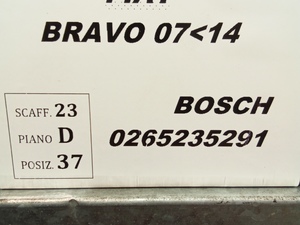 BRAVO 07<14
BOSCH
0265235291
SCAFF. 23
PIANO D
POSIZ. 37